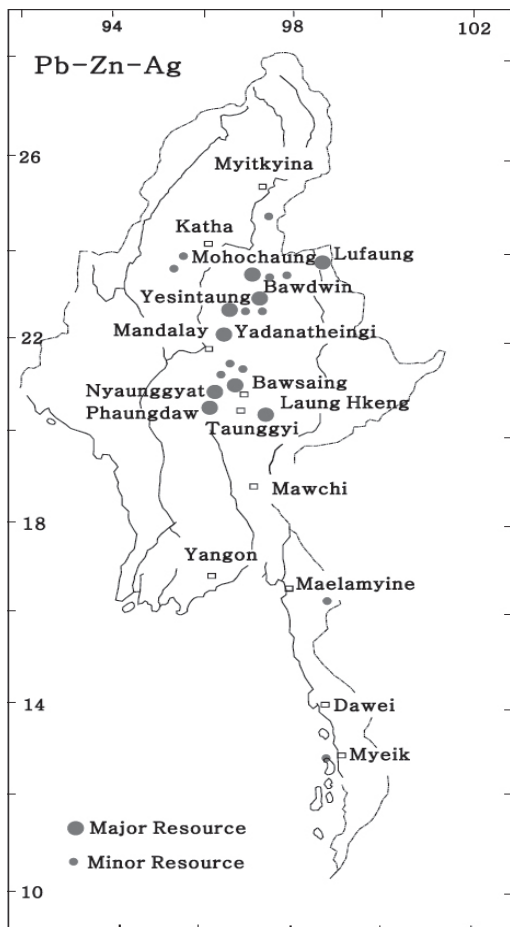 94 98 102
Pb-Zn-Ag
26
Myitkyina
Katha
Mohochaung Lufaung
Yesintaung Bawdwin
22
Mandalay Yadanatheingi
Nyaunggyat Bawsaing
Phaungdaw Laung Hkeng
Taunggyi
Mawchi
18
Yangon
Maelamyine
14
Dawei
Myeik
Major Resource
Minor Resource
10